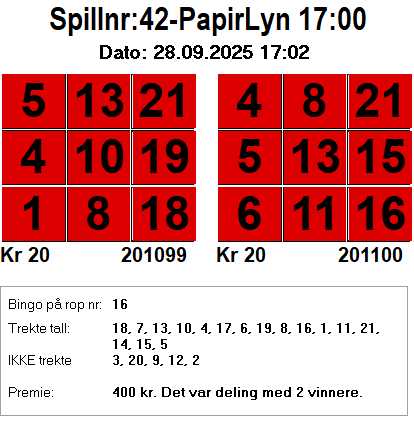 Spillnr:42-PapirLyn 17:00
Dato: 28.09.2025 17:02
5 13 21 4 8 21
4 10 19 5 13 15
1 8 18 6 11 16
Kr 20 201099 Kr 20 201100
Bingo på rop nr: 16
Trekte tall: 18, 7, 13, 10, 4, 17, 6, 19, 8, 16, 1, 11, 21,
14, 15, 5
IKKE trekte 3, 20, 9, 12, 2
Premie: 400 kr. Det var deling med 2 vinnere.